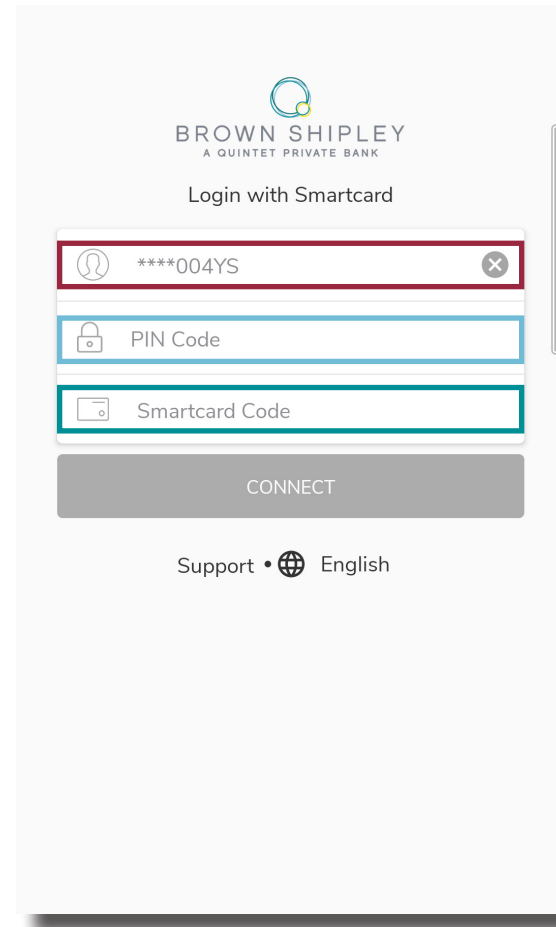 BROWN SHIPLEY
A QUINTET PRIVATE BANK
Login with Smartcard
****004YS
PIN Code
Smartcard Code
CONNECT
Support • English